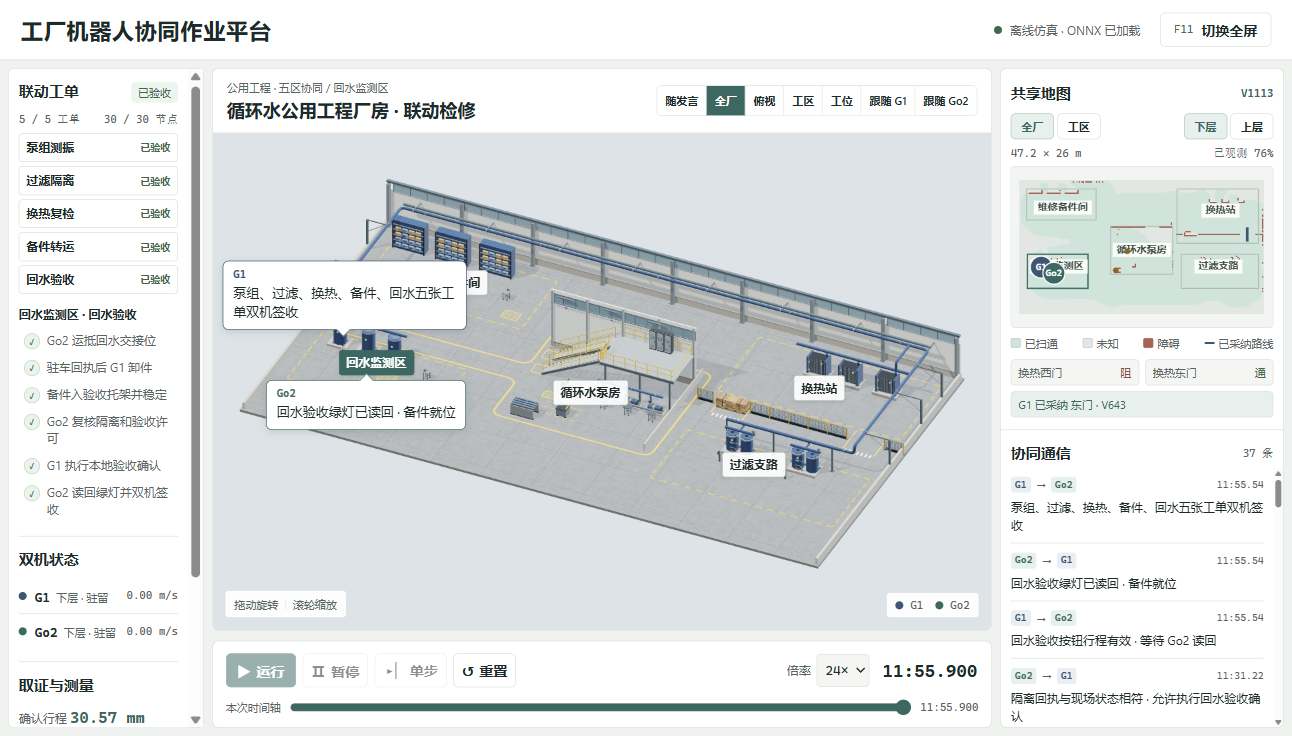 工厂机器人协同作业平台
离线仿真 · ONNX 已加载
F11 切换全屏
联动工单
已验收
5 / 5 工单
30 / 30 节点
泵组测振
已验收
过滤隔离
已验收
换热复检
已验收
备件转运
已验收
回水验收
已验收
回水监测区 · 回水验收
Go2 运抵回水交接位
驻车回执后 G1 卸件
备件入验收托架并稳定
Go2 复核隔离和验收许
可
G1 执行本地验收确认
Go2 读回绿灯并双机签
收
双机状态
G1 下层 · 驻留 0.00 m/s
Go2 下层 · 驻留 0.00 m/s
取证与测量
确认行程 30.57 mm
公用工程 · 五区协同 / 回水监测区
循环水公用工程厂房 · 联动检修
随发言
全厂
俯视
工区
工位
跟随 G1
跟随 Go2
G1
泵组、过滤、换热、备件、回水五张工
单双机签收
间
回水监测区
Go2
回水验收绿灯已读回 · 备件就位
循环水泵房
换热站
过滤支路
拖动旋转
滚轮缩放
G1
Go2
运行
暂停
单步
重置
倍率
24×
11:55.900
本次时间轴
11:55.900
共享地图
V1113
全厂
工区
下层
上层
47.2 × 26 m
已观测 76%
维修备件间
换热站
循环水泵房
监测区
G1
Go2
过滤支路
已扫通
未知
障碍
已采纳路线
换热西门
阻
换热东门
通
G1 已采纳 东门 · V643
协同通信
37 条
G1 → Go2
11:55.54
泵组、过滤、换热、备件、回水五张工单双机签
收
Go2 → G1
11:55.54
回水验收绿灯已读回 · 备件就位
G1 → Go2
11:55.54
回水验收按钮行程有效 · 等待 Go2 读回
Go2 → G1
11:31.22
隔离回执与现场状态相符 · 允许执行回水验收确
认